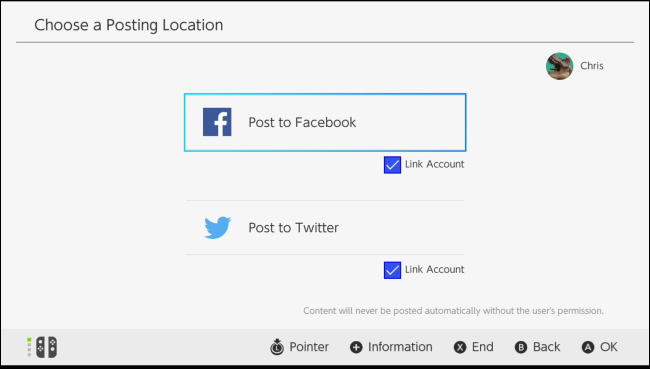 Choose a Posting Location
Chris
Post to Facebook
Link Account
Post to Twitter
Link Account
Content will never be posted automatically without the user's permission.
L Pointer + Information X End B Back A OK